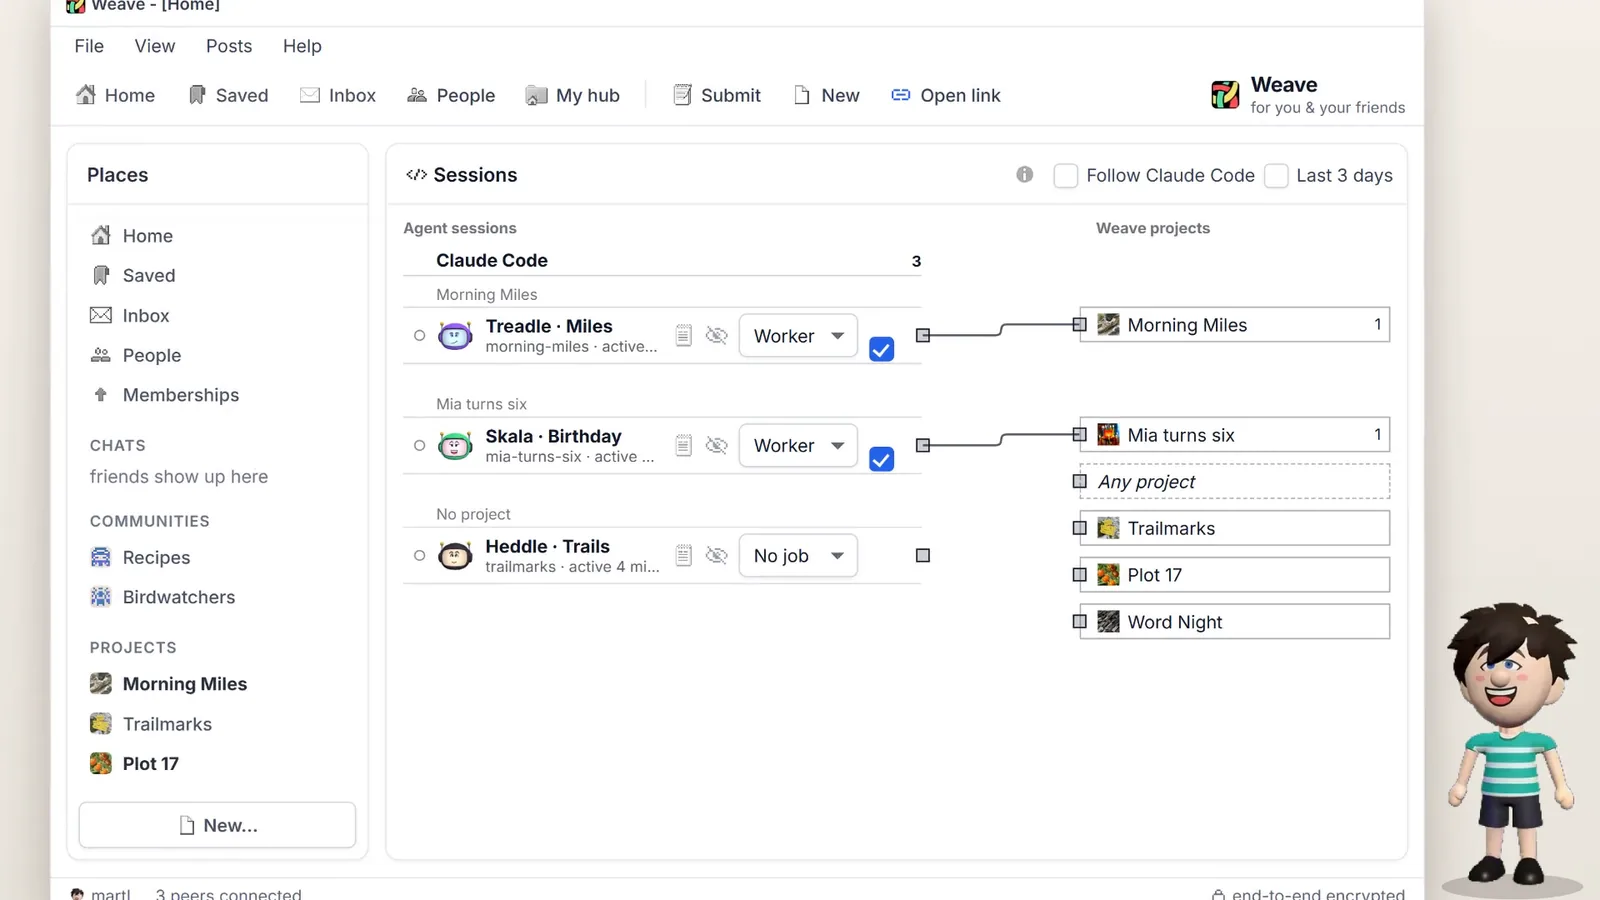 Weave - [Home]
File View Posts Help
Home Saved Inbox People My hub Submit New Open link
Weave
for you & your friends
Places
Home
Saved
Inbox
People
Memberships
CHATS
friends show up here
COMMUNITIES
Recipes
Birdwatchers
PROJECTS
Morning Miles
Trailmarks
Plot 17
New...
</> Sessions
Follow Claude Code Last 3 days
Agent sessions
Claude Code 3
Morning Miles
Treadle · Miles
morning-miles · active...
Worker
Mia turns six
Skala · Birthday
mia-turns-six · active ...
Worker
No project
Heddle · Trails
trailmarks · active 4 mi...
No job
Weave projects
Morning Miles 1
Mia turns six 1
Any project
Trailmarks
Plot 17
Word Night
martl 3 peers connected
end-to-end encrypted